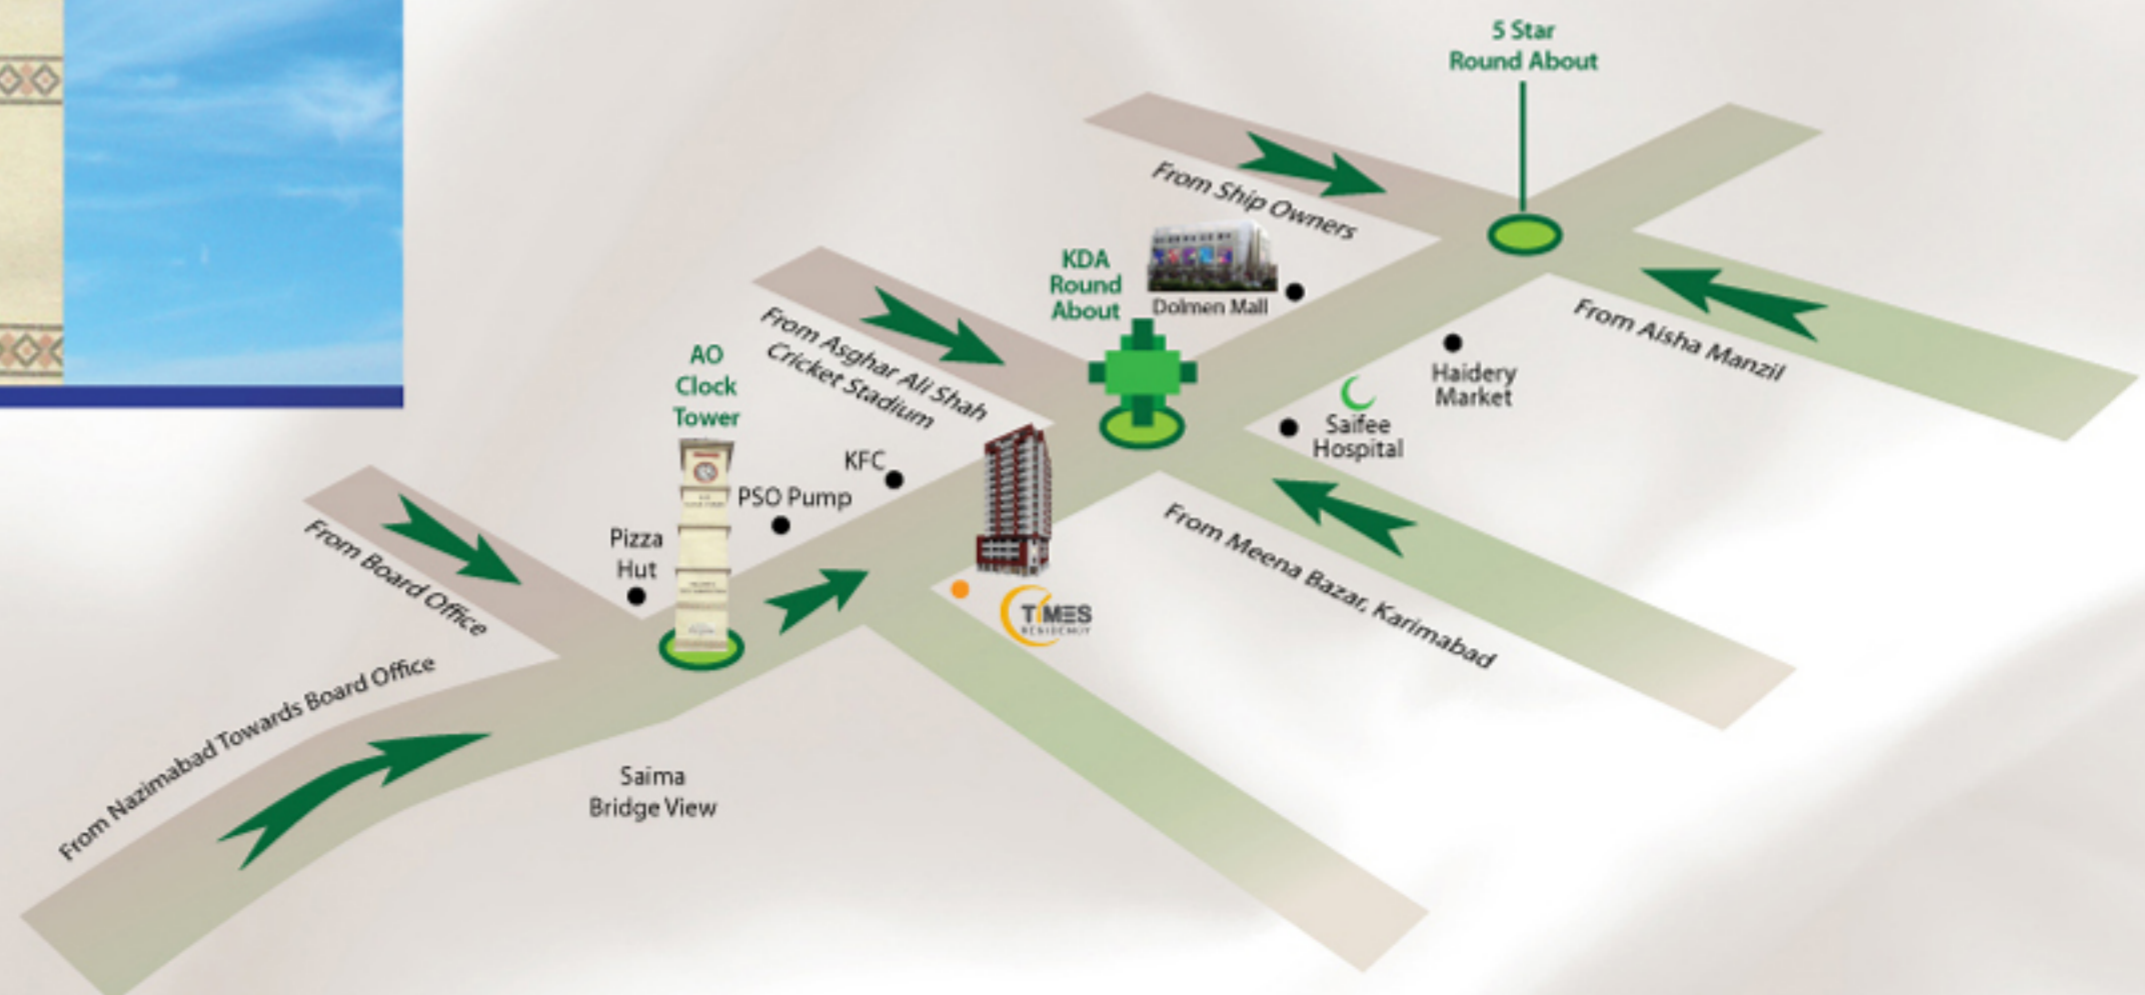 5 Star
Round About
From Ship Owners
KDA
Round
About
Dolmen Mall
From Asghar Ali Shah
Cricket Stadium
From Aisha Manzil
Haidery
Market
Saifee
Hospital
AO
Clock
Tower
KFC
PSO Pump
Pizza
Hut
From Board Office
From Meena Bazar, Karimabad
TIMES
RESIDENCY
From Nazimabad Towards Board Office
Saima
Bridge View